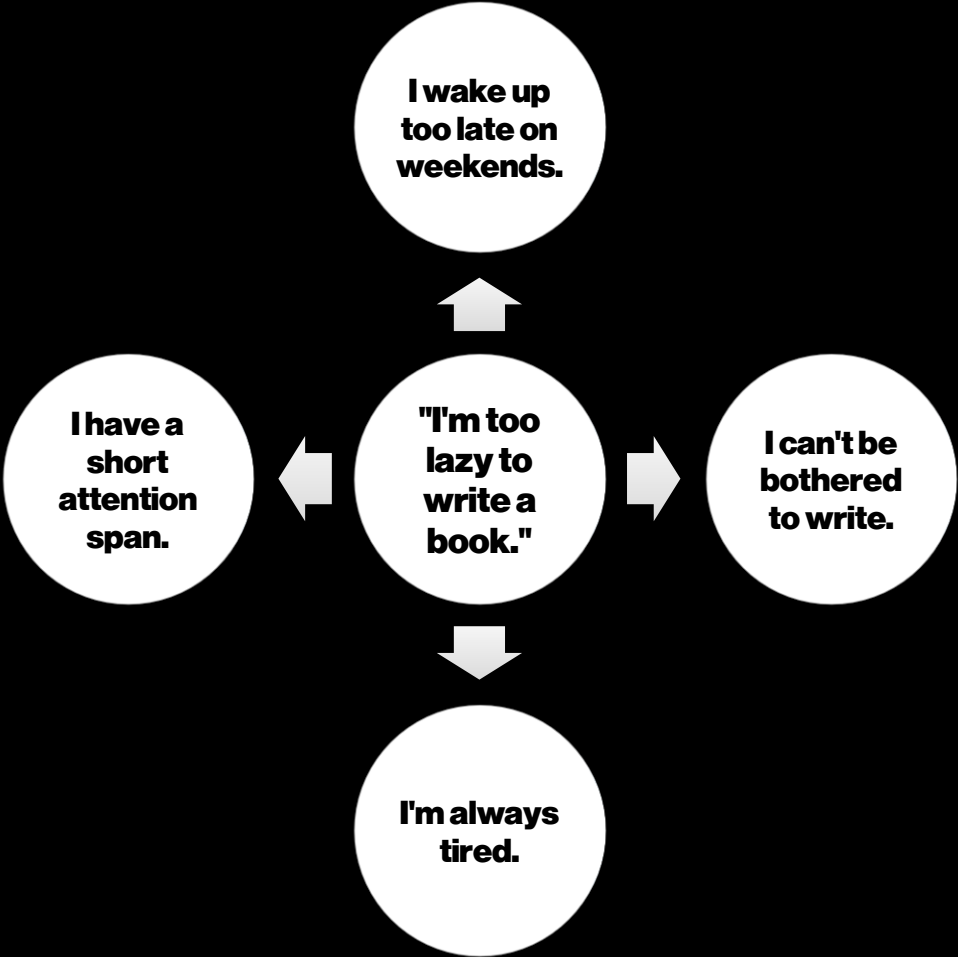 I wake up
too late on
weekends.
I have a
short
attention
span.
"I'm too
lazy to
write a
book."
I can't be
bothered
to write.
I'm always
tired.